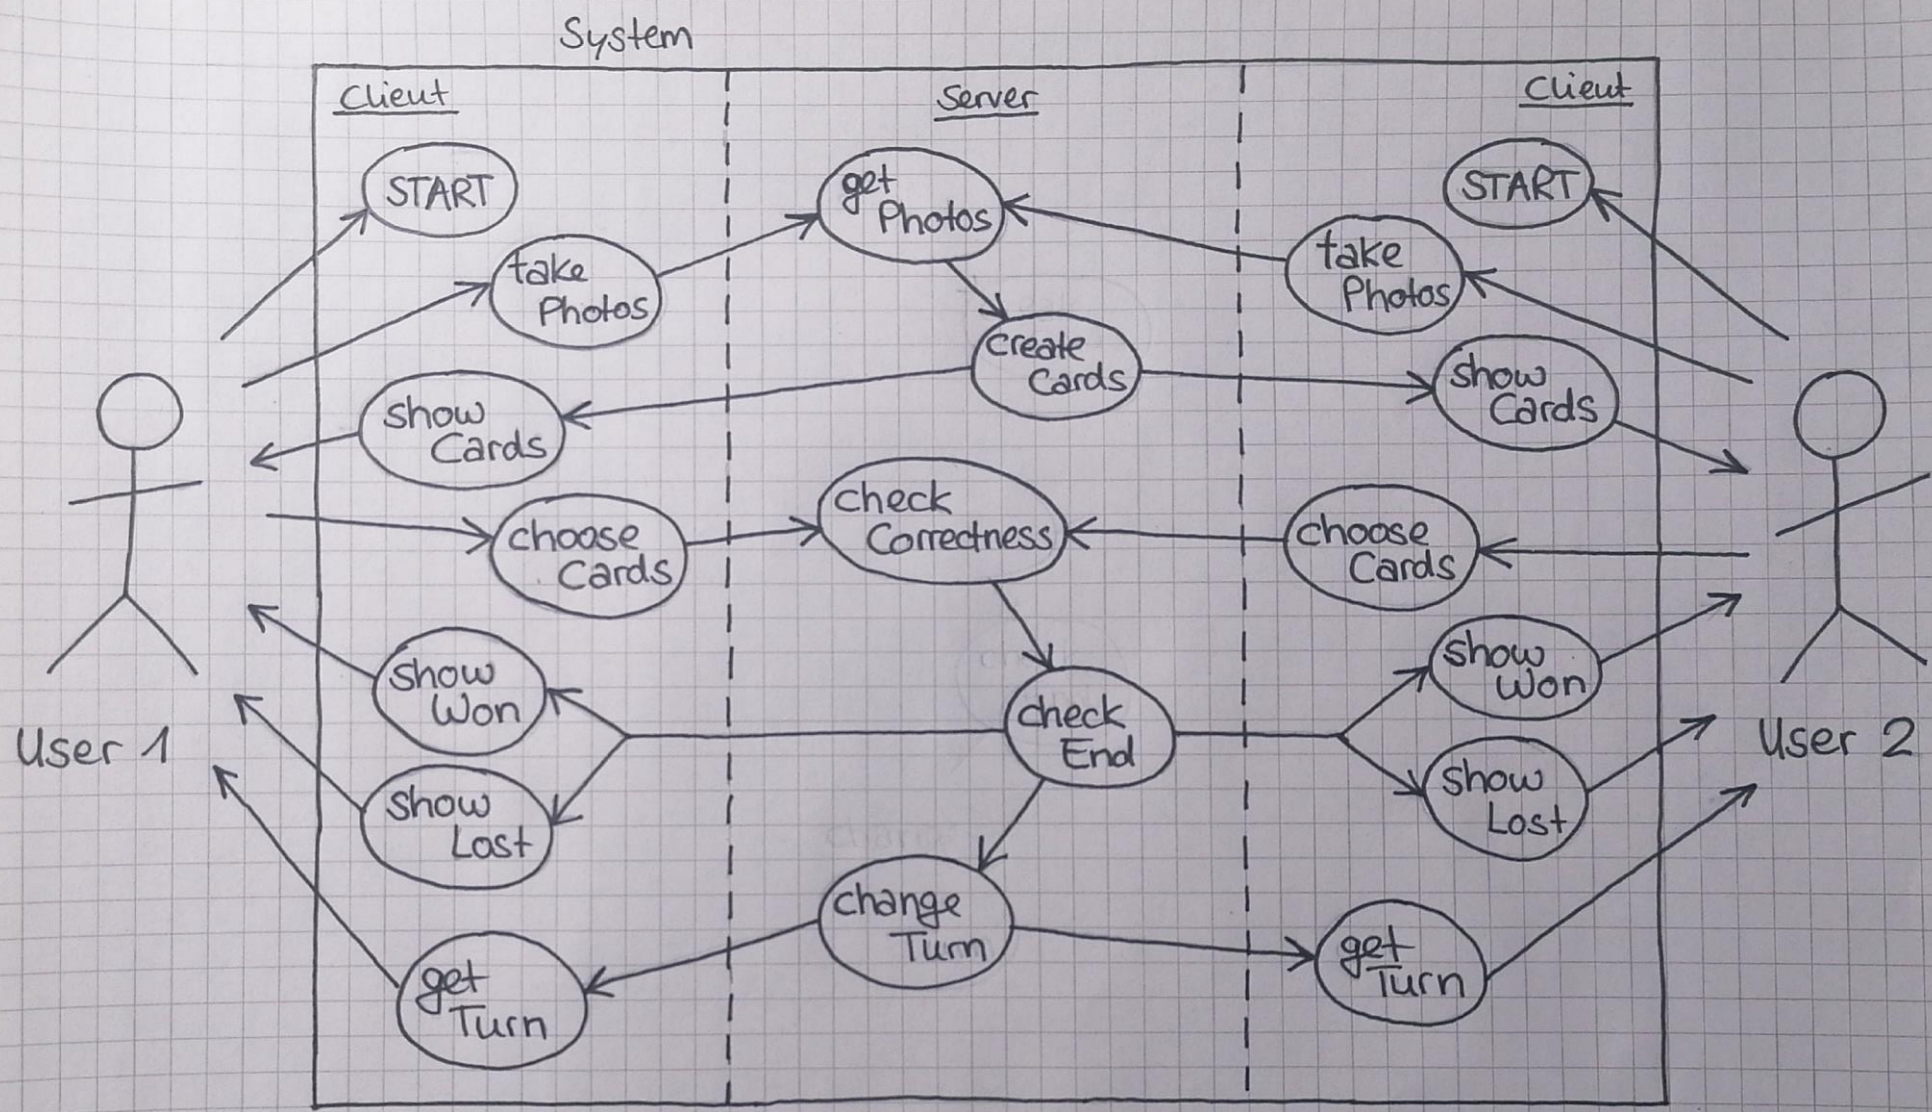 System
Client
Server
Client
START
get
Photos
START
take
Photos
take
Photos
create
Cards
show
Cards
show
Cards
check
Correctness
choose
Cards
choose
Cards
show
Won
check
End
show
Won
User 1
User 2
show
Lost
show
Lost
change
Turn
get
Turn
get
Turn